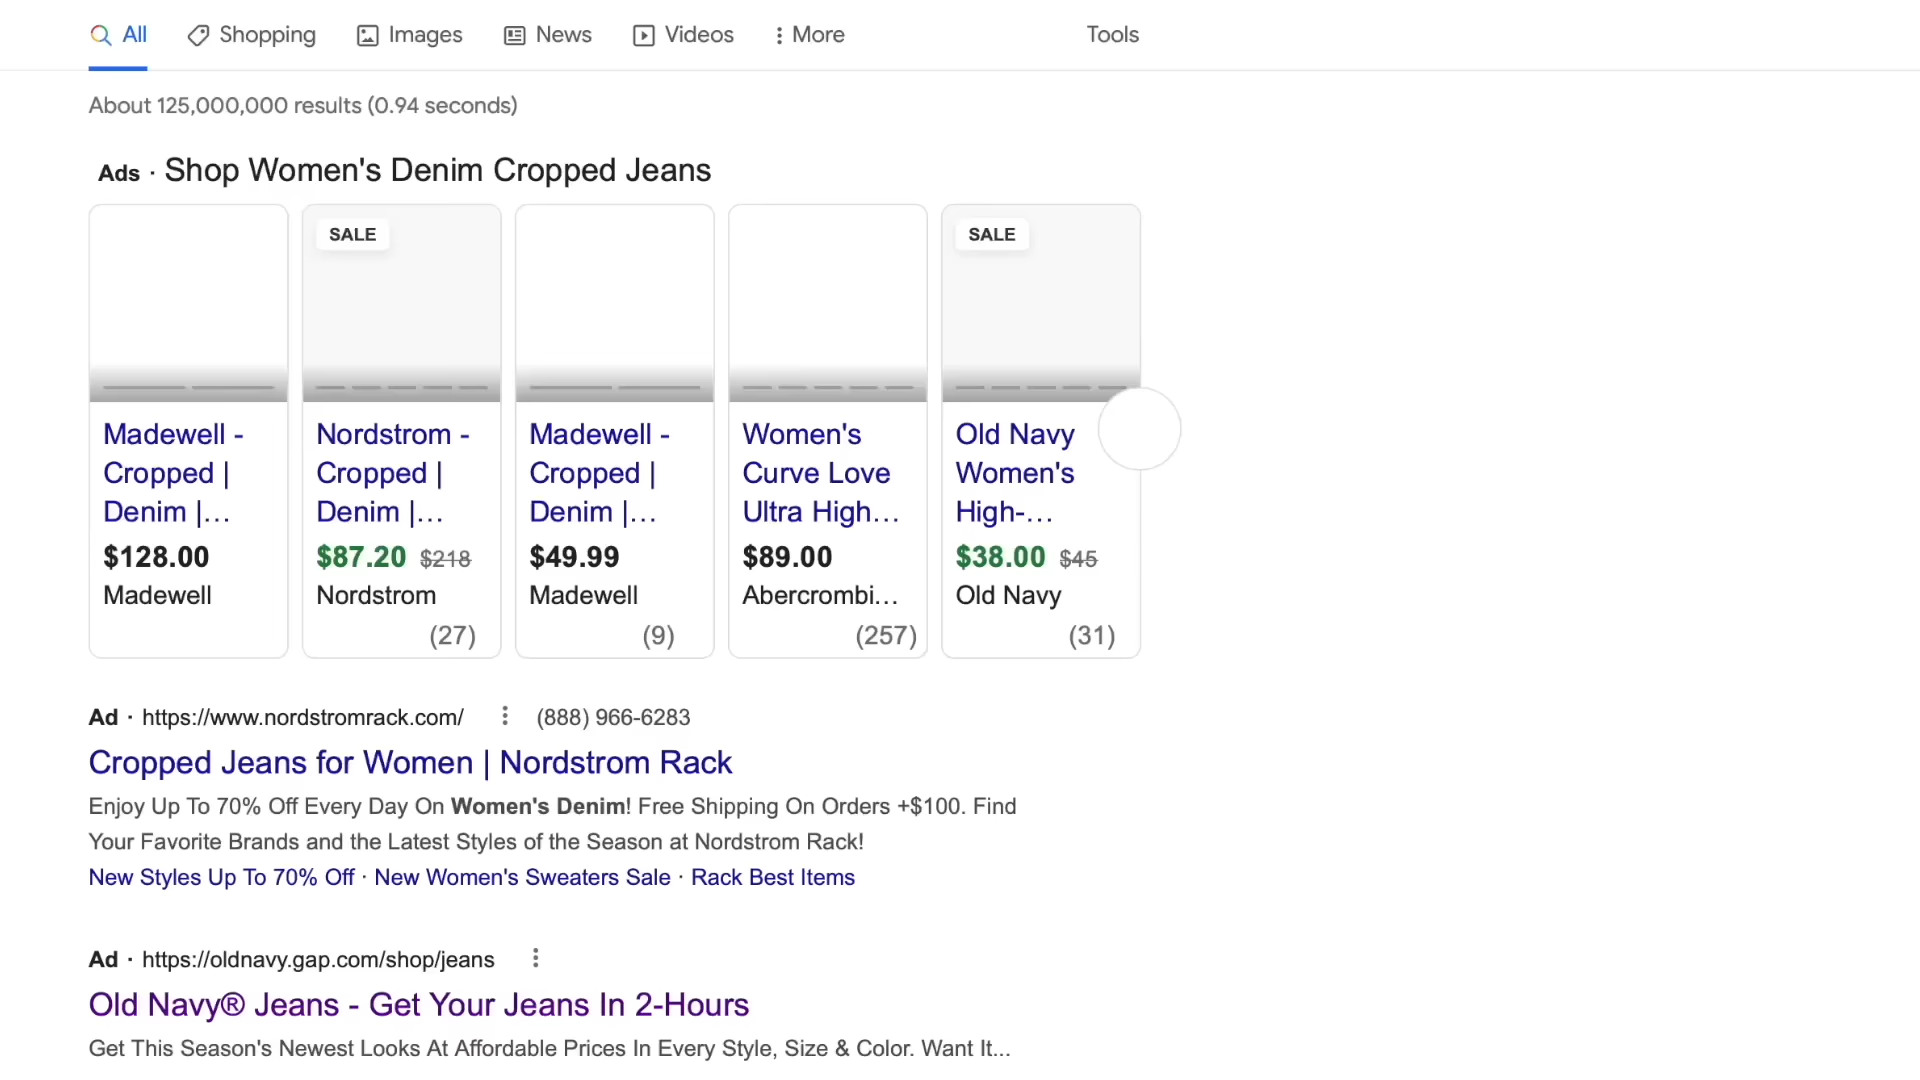 All Shopping Images News Videos More Tools
About 125,000,000 results (0.94 seconds)
Ads · Shop Women's Denim Cropped Jeans
SALE
SALE
Madewell -
Cropped |
Denim |...
$128.00
Madewell
Nordstrom -
Cropped |
Denim |...
$87.20 $218
Nordstrom
(27)
Madewell -
Cropped |
Denim |...
$49.99
Madewell
(9)
Women's
Curve Love
Ultra High...
$89.00
Abercrombi...
(257)
Old Navy
Women's
High-...
$38.00 $45
Old Navy
(31)
Ad · https://www.nordstromrack.com/ (888) 966-6283
Cropped Jeans for Women | Nordstrom Rack
Enjoy Up To 70% Off Every Day On Women's Denim! Free Shipping On Orders +$100. Find
Your Favorite Brands and the Latest Styles of the Season at Nordstrom Rack!
New Styles Up To 70% Off · New Women's Sweaters Sale · Rack Best Items
Ad · https://oldnavy.gap.com/shop/jeans
Old Navy® Jeans - Get Your Jeans In 2-Hours
Get This Season's Newest Looks At Affordable Prices In Every Style, Size & Color. Want It...